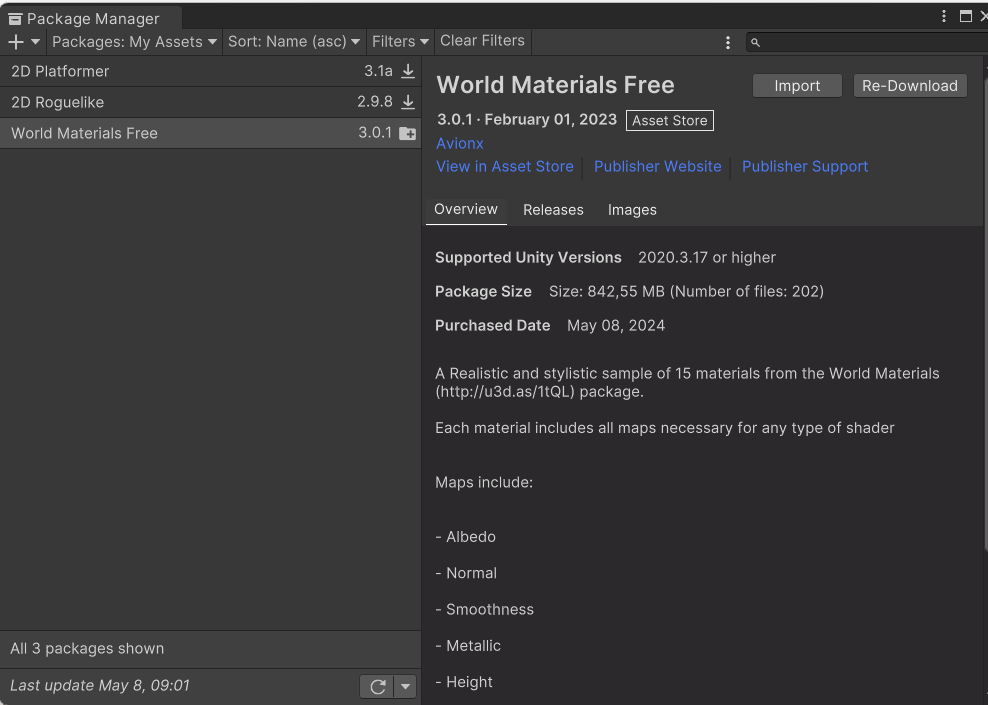 Package Manager
Packages: My Assets Sort: Name (asc) Filters Clear Filters
2D Platformer 3.1a
2D Roguelike 2.9.8
World Materials Free 3.0.1
All 3 packages shown
Last update May 8, 09:01
World Materials Free Import Re-Download
3.0.1 · February 01, 2023 Asset Store
Avionx
View in Asset Store Publisher Website Publisher Support
Overview Releases Images
Supported Unity Versions 2020.3.17 or higher
Package Size Size: 842,55 MB (Number of files: 202)
Purchased Date May 08, 2024
A Realistic and stylistic sample of 15 materials from the World Materials
(http://u3d.as/1tQL) package.
Each material includes all maps necessary for any type of shader
Maps include:
- Albedo
- Normal
- Smoothness
- Metallic
- Height